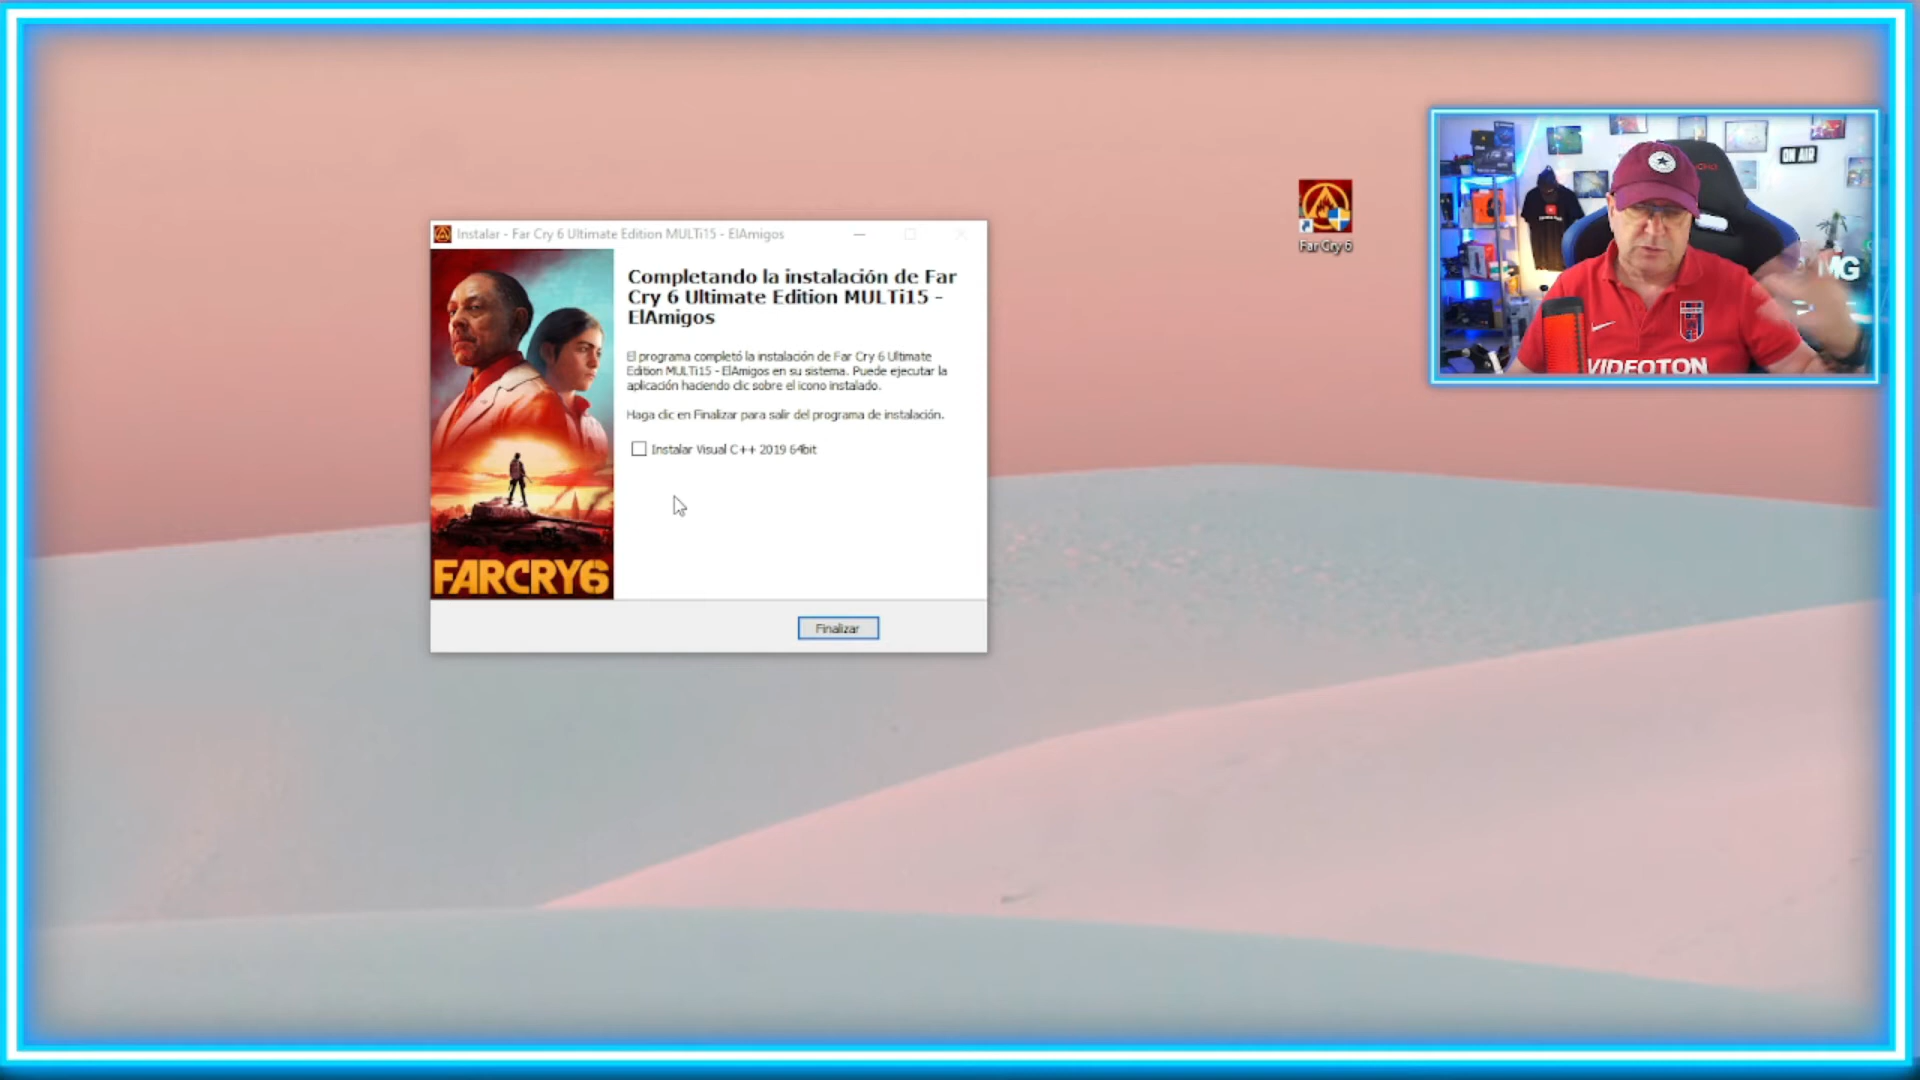 Instalar - Far Cry 6 Ultimate Edition MULTi15 - ElAmigos
Completando la instalación de Far
Cry 6 Ultimate Edition MULTi15 -
ElAmigos
El programa completó la instalación de Far Cry 6 Ultimate
Edition MULTi15 - ElAmigos en su sistema. Puede ejecutar la
aplicación haciendo clic sobre el icono instalado.
Haga clic en Finalizar para salir del programa de instalación.
Instalar Visual C++ 2019 64bit
FARCRY6
Finalizar
Far Cry 6
ON AIR
MG
VIDEOTON